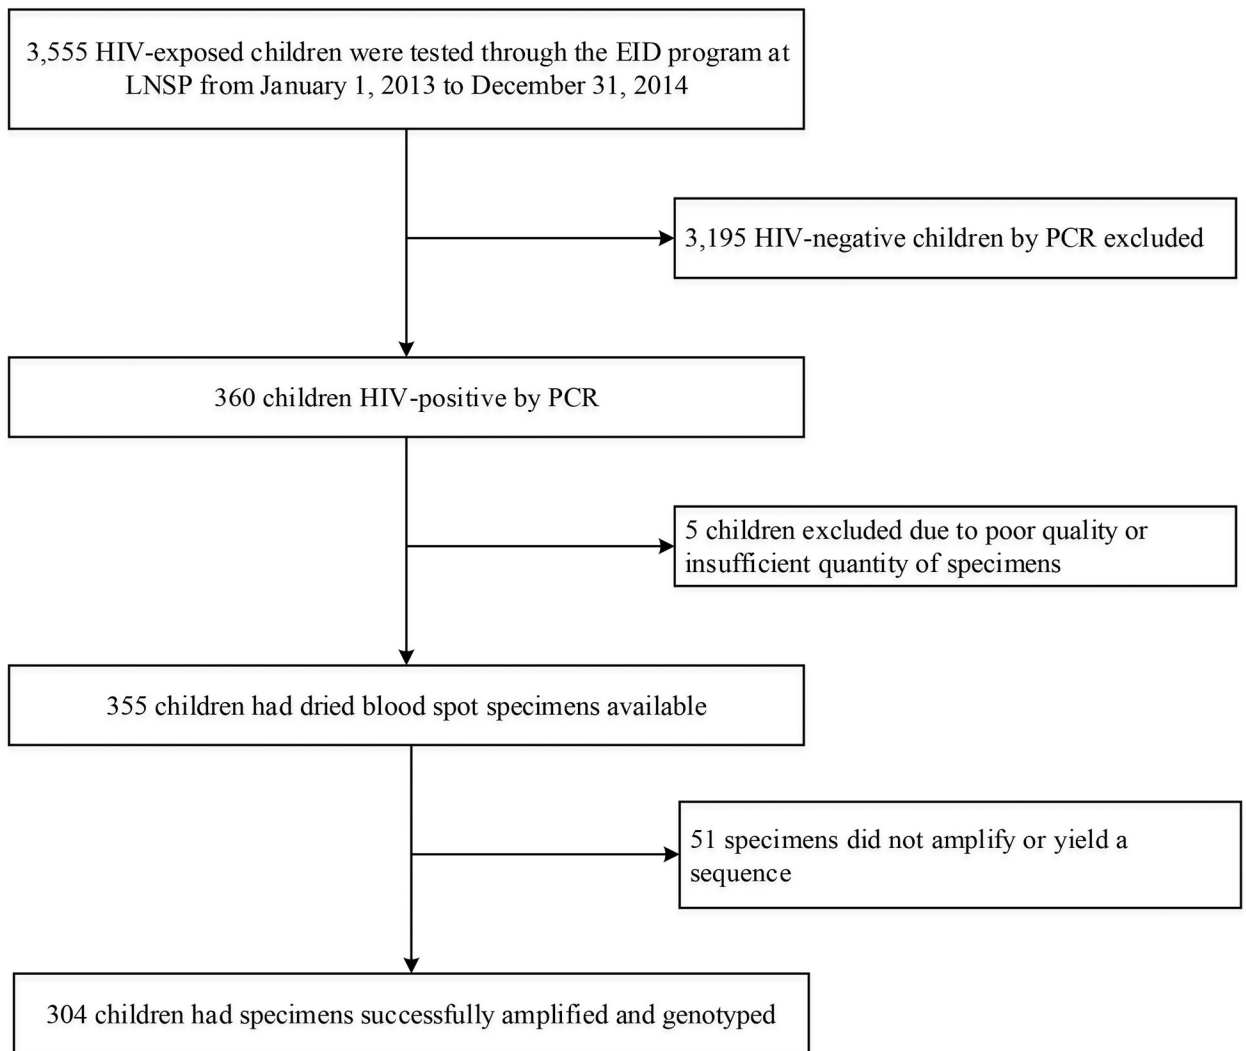 3,555 HIV-exposed children were tested through the EID program at
LNSP from January 1, 2013 to December 31, 2014
3,195 HIV-negative children by PCR excluded
360 children HIV-positive by PCR
5 children excluded due to poor quality or
insufficient quantity of specimens
355 children had dried blood spot specimens available
51 specimens did not amplify or yield a
sequence
304 children had specimens successfully amplified and genotyped